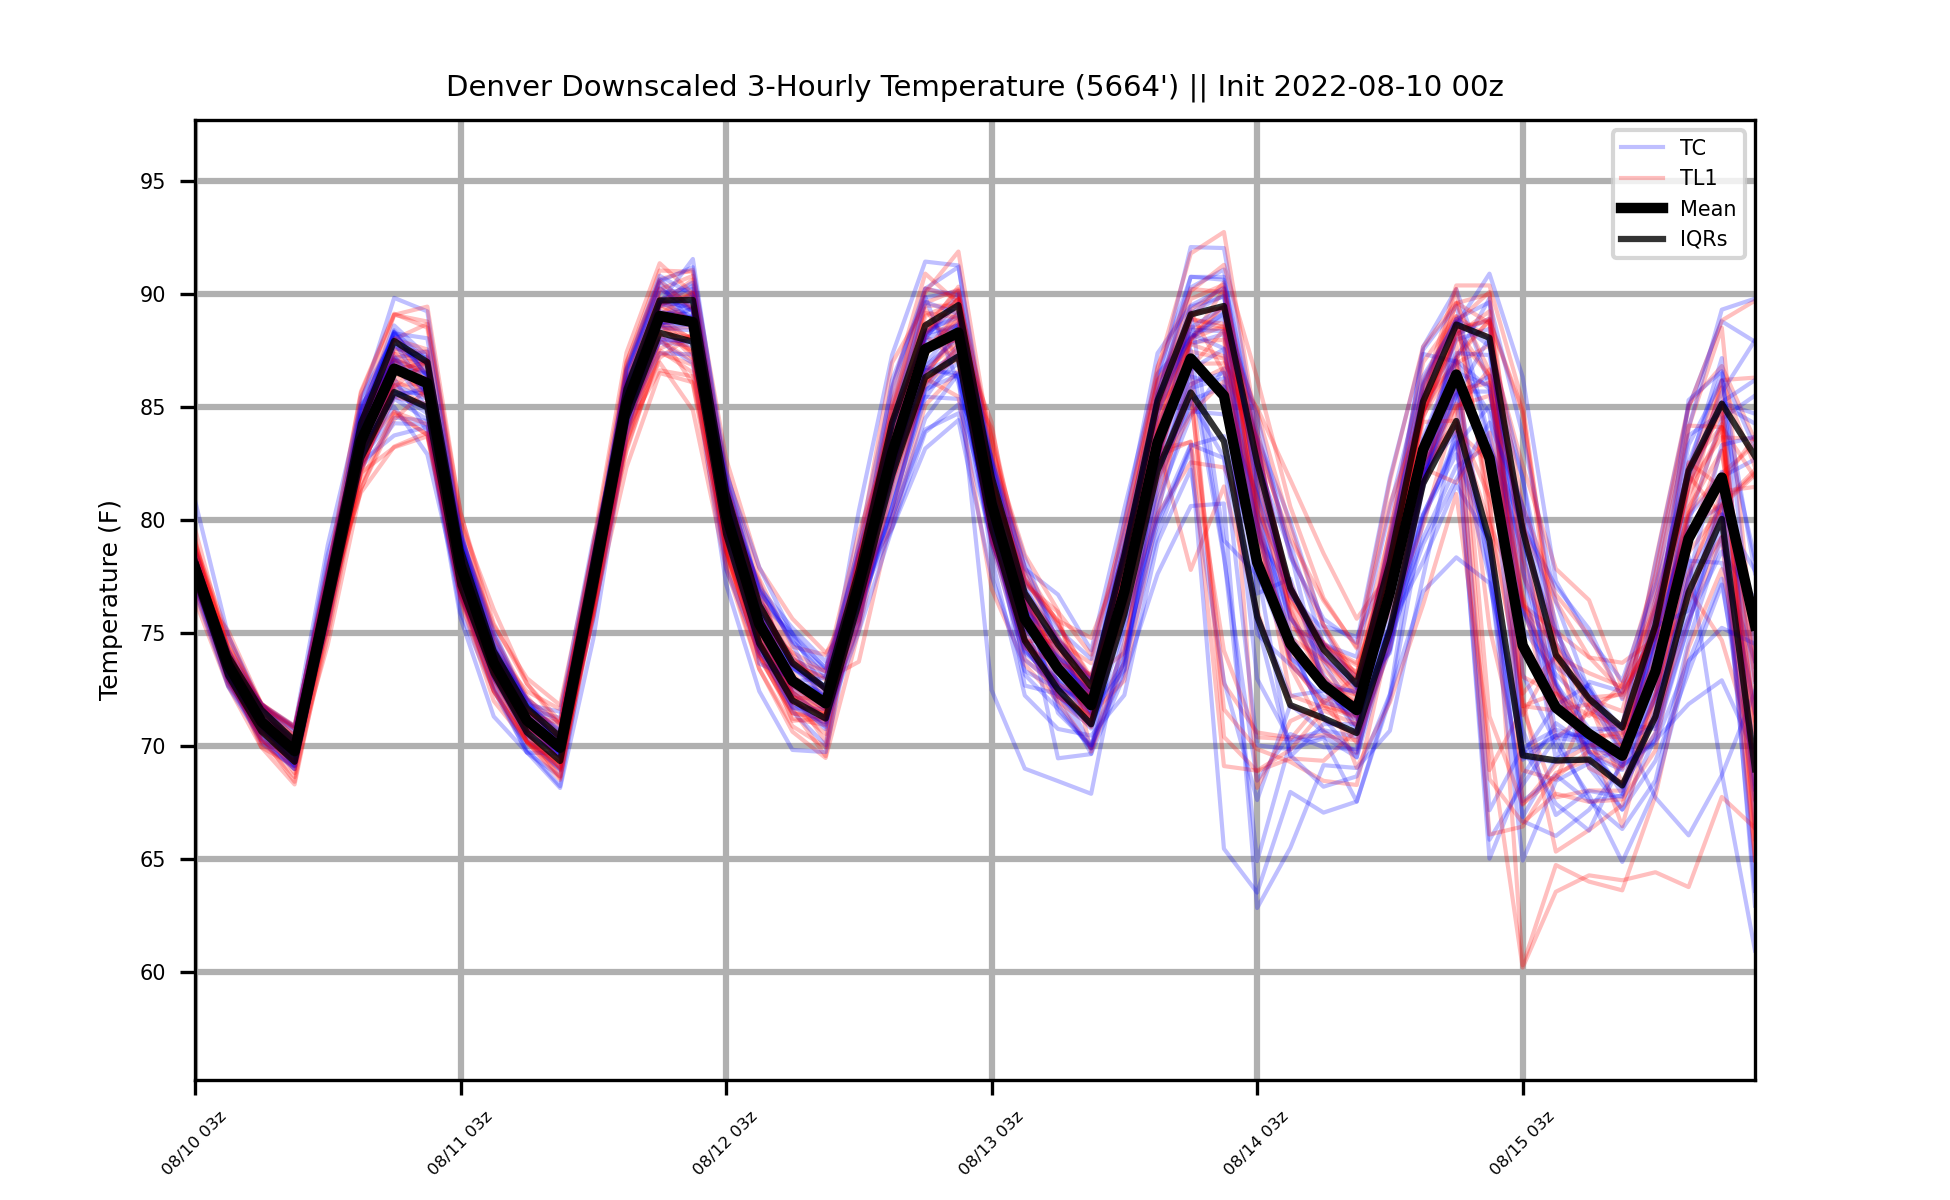 Denver Downscaled 3-Hourly Temperature (5664') || Init 2022-08-10 00z
TC
TL1
Mean
IQRs
Temperature (F)
95
90
85
80
75
70
65
60
08/10 03z
08/11 03z
08/12 03z
08/13 03z
08/14 03z
08/15 03z